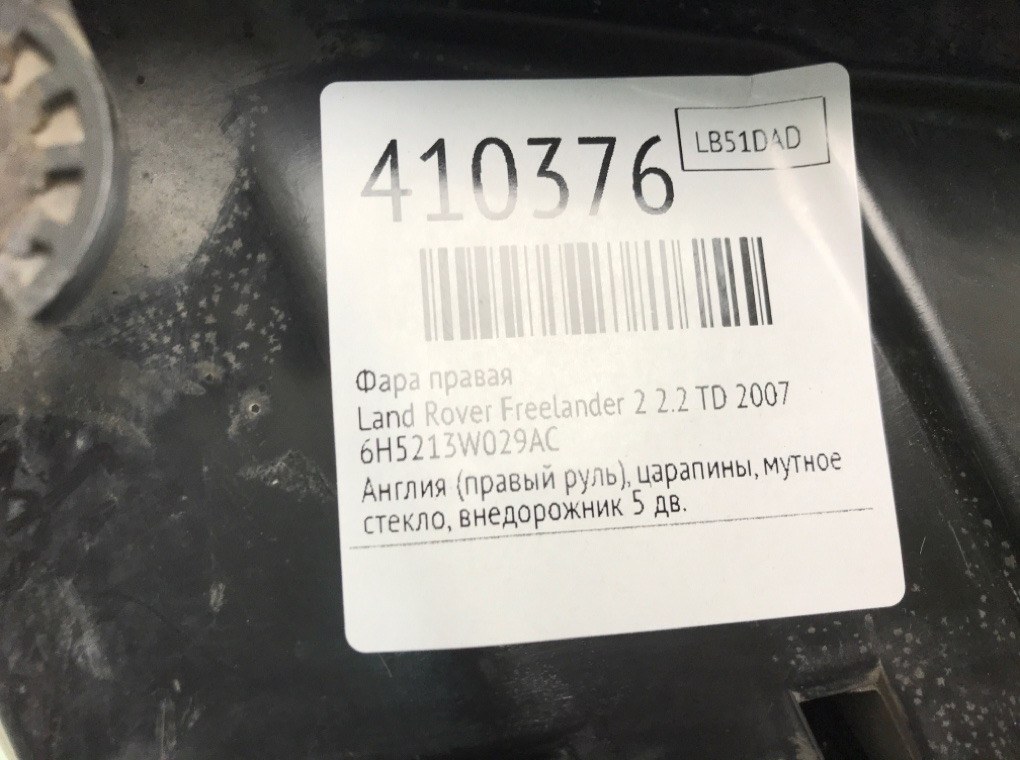 410376
LB51DAD
Фара правая
Land Rover Freelander 2 2.2 TD 2007
6H5213W029AC
Англия (правый руль), царапины, мутное
стекло, внедорожник 5 дв.